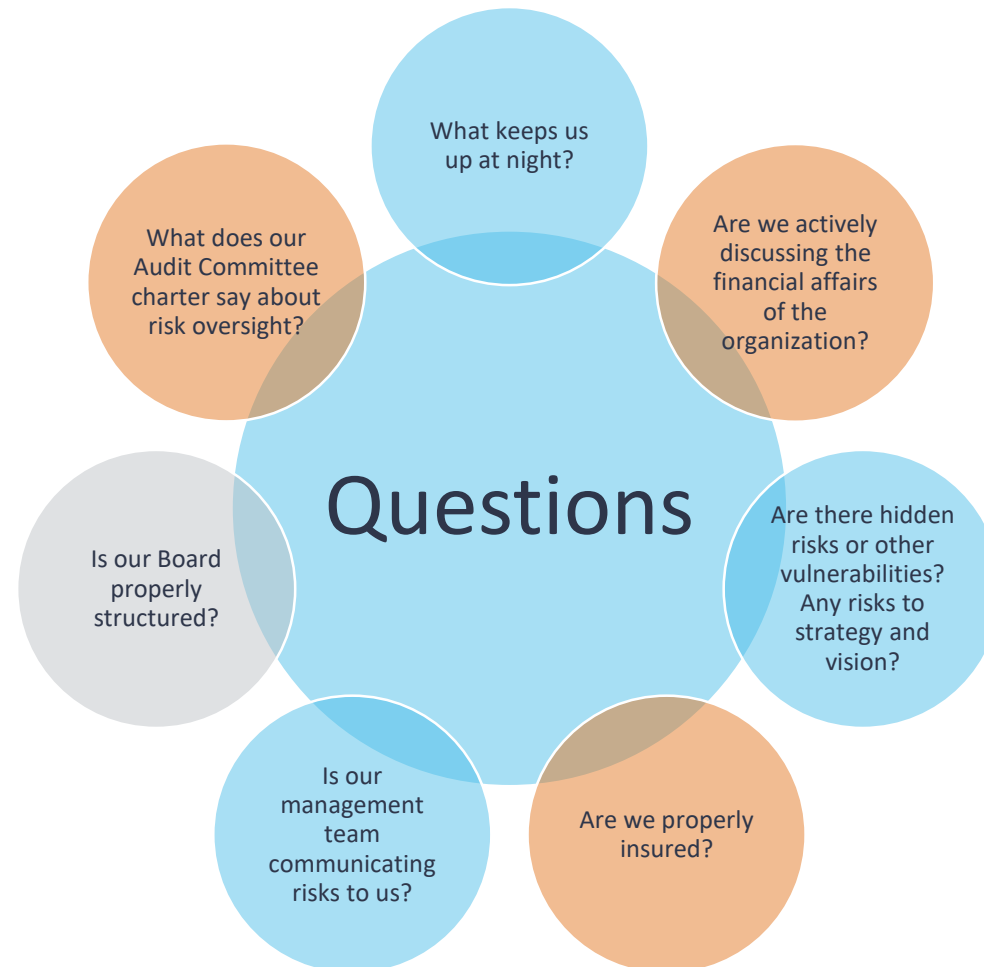 What keeps us
up at night?
Are we actively
discussing the
financial affairs
of the
organization?
Are there hidden
risks or other
vulnerabilities?
Any risks to
strategy and
vision?
Are we properly
insured?
Is our
management
team
communicating
risks to us?
Is our Board
properly
structured?
What does our
Audit Committee
charter say about
risk oversight?
Questions